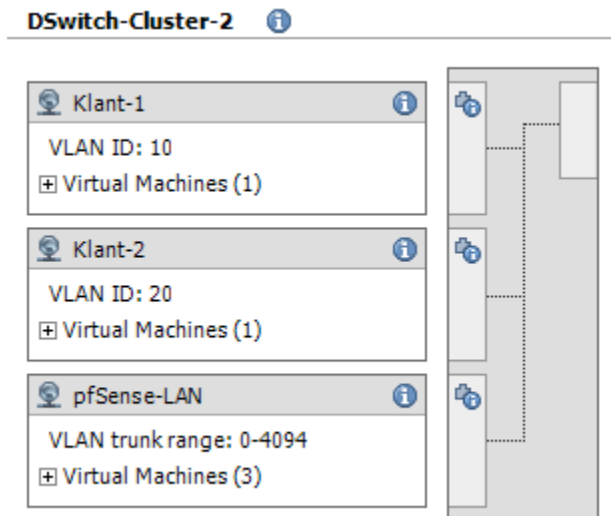 DSwitch-Cluster-2
Klant-1
VLAN ID: 10
Virtual Machines (1)
Klant-2
VLAN ID: 20
Virtual Machines (1)
pfSense-LAN
VLAN trunk range: 0-4094
Virtual Machines (3)